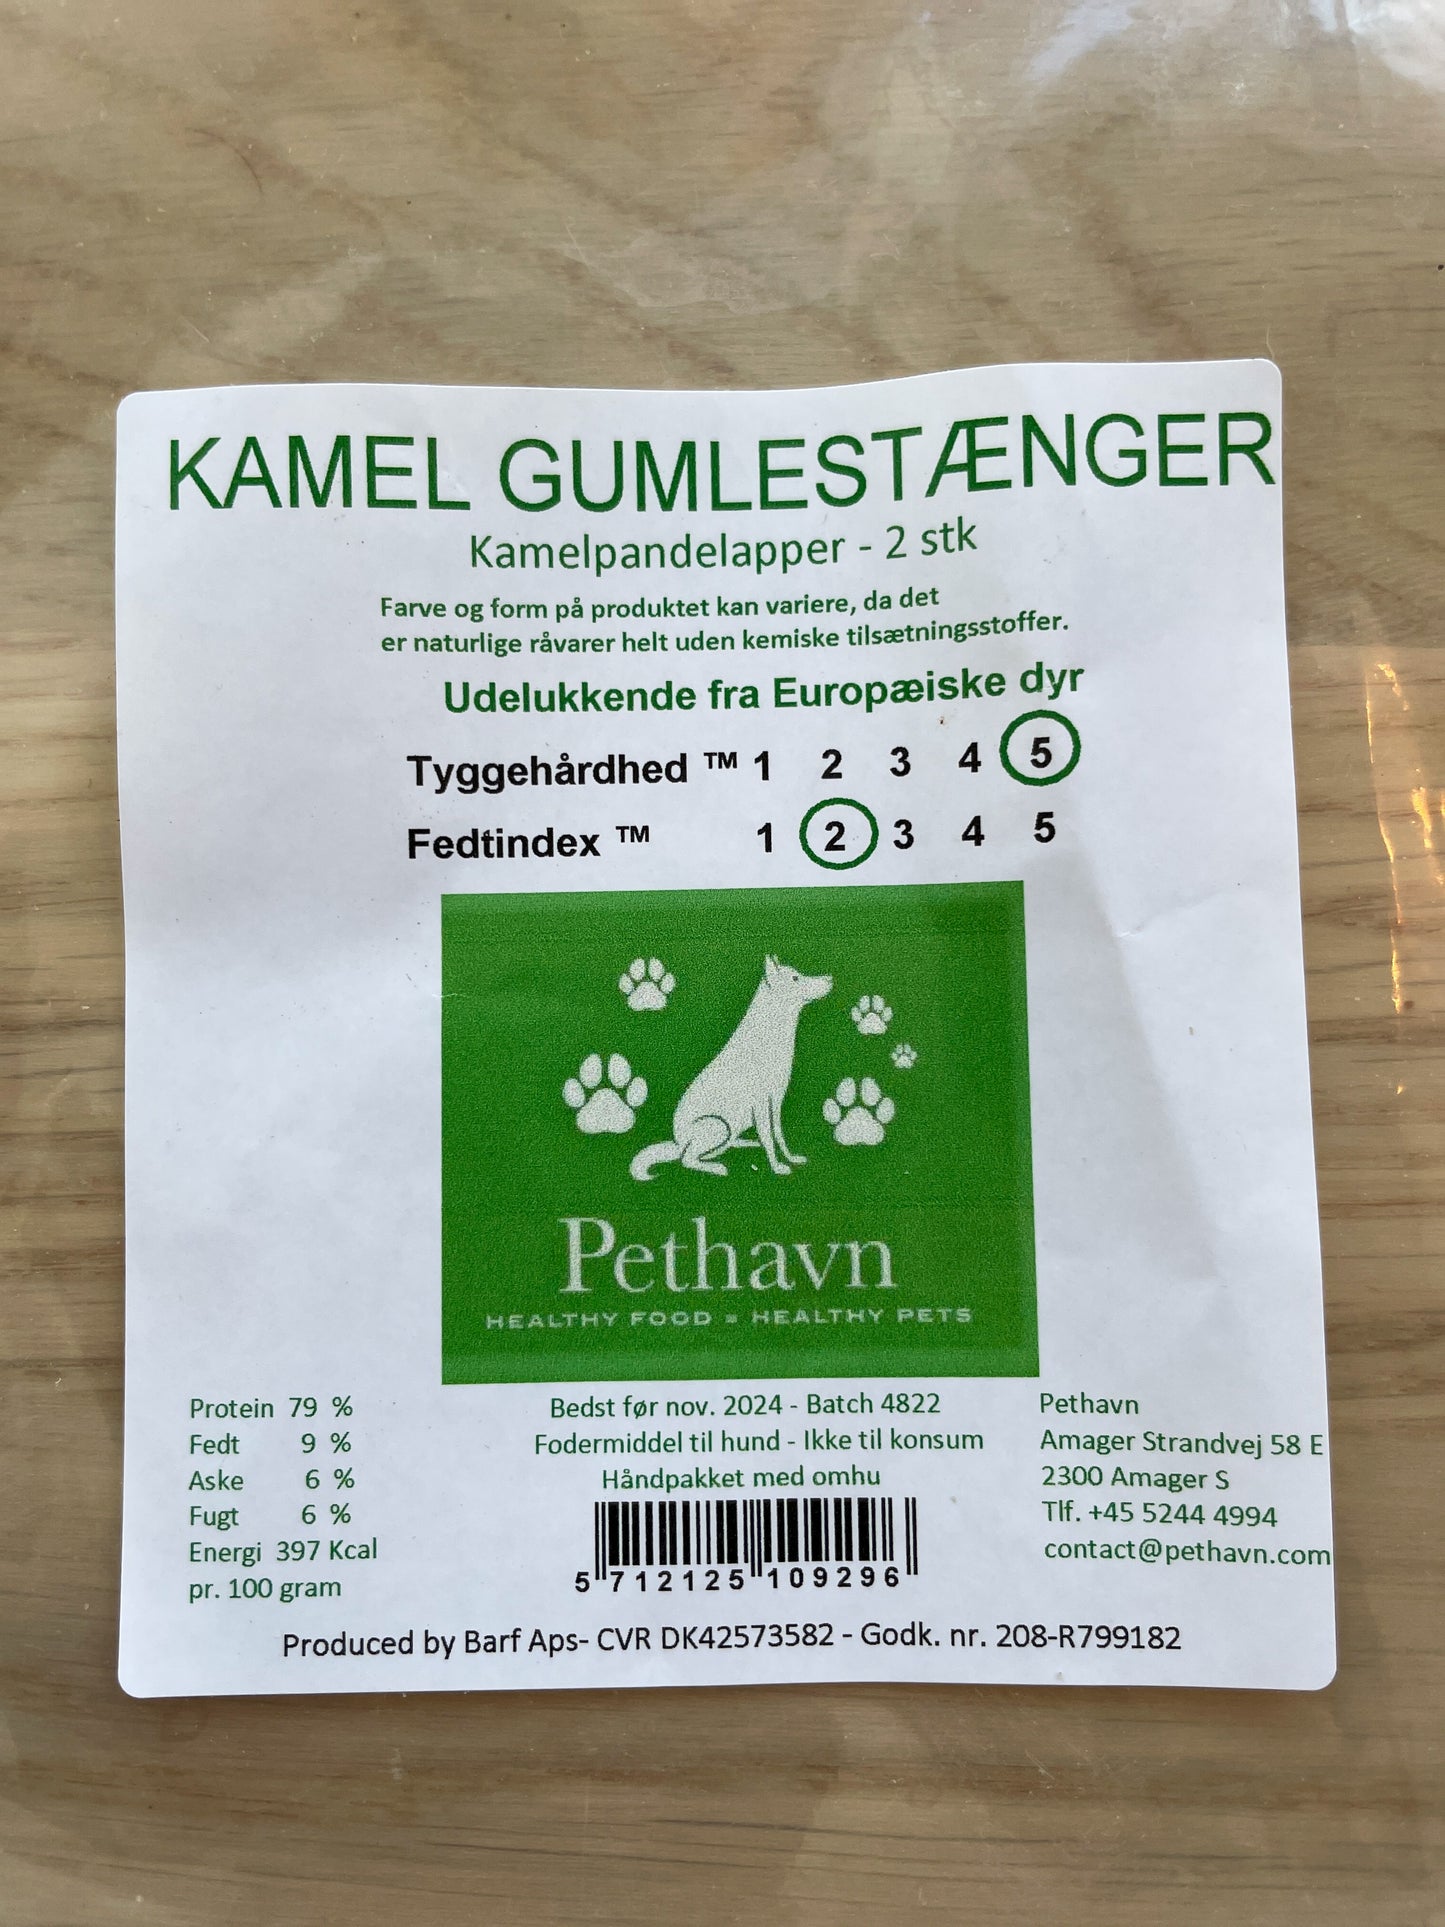 KAMEL GUMLESTÆNGER
Kamelpandelapper - 2 stk
Farve og form på produktet kan variere, da det
er naturlige råvarer helt uden kemiske tilsætningsstoffer.
Udelukkende fra Europæiske dyr
Tyggehårdhed ™ 1 2 3 4 5
Fedtindex ™ 1 2 3 4 5
Pethavn
HEALTHY FOOD = HEALTHY PETS
Protein 79 %
Fedt 9 %
Aske 6 %
Fugt 6 %
Energi 397 Kcal
pr. 100 gram
Bedst før nov. 2024 - Batch 4822
Fodermiddel til hund - Ikke til konsum
Håndpakket med omhu
5 712125 109296
Pethavn
Amager Strandvej 58 E
2300 Amager S
Tlf. +45 5244 4994
contact@pethavn.com
Produced by Barf Aps- CVR DK42573582 - Godk. nr. 208-R799182